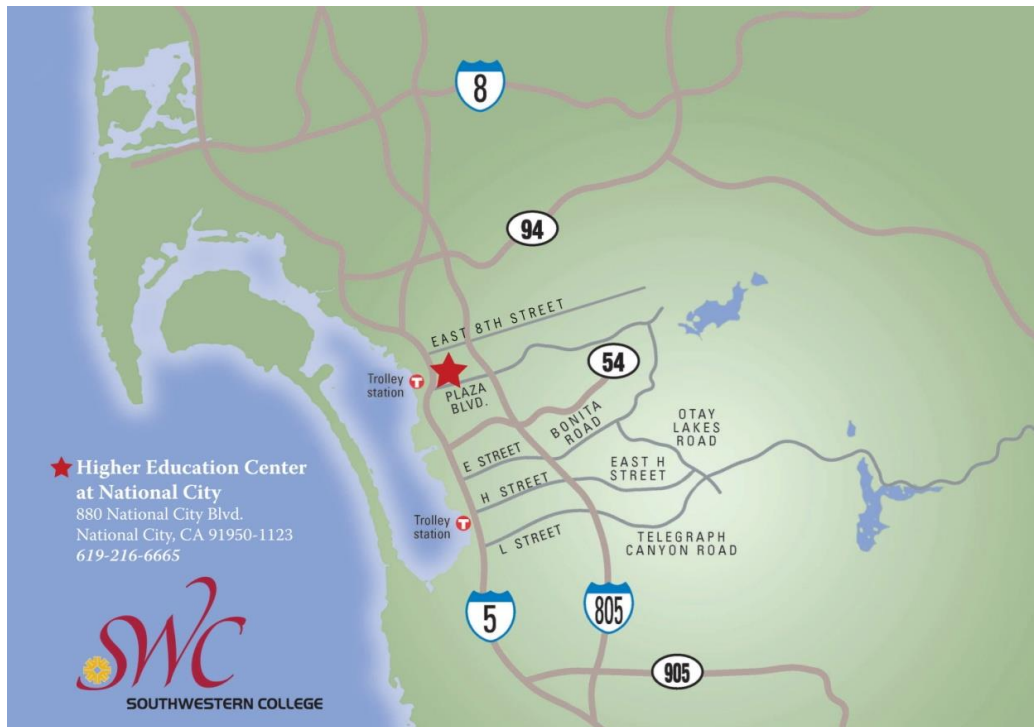 8
94
EAST 8TH STREET
54
Trolley
station
T
PLAZA
BLVD.
BONITA
ROAD
OTAY
LAKES
ROAD
E STREET
EAST H
STREET
H STREET
Trolley
station
T
L STREET
TELEGRAPH
CANYON ROAD
5
805
905
Higher Education Center
at National City
880 National City Blvd.
National City, CA 91950-1123
619-216-6665
SWC
SOUTHWESTERN COLLEGE